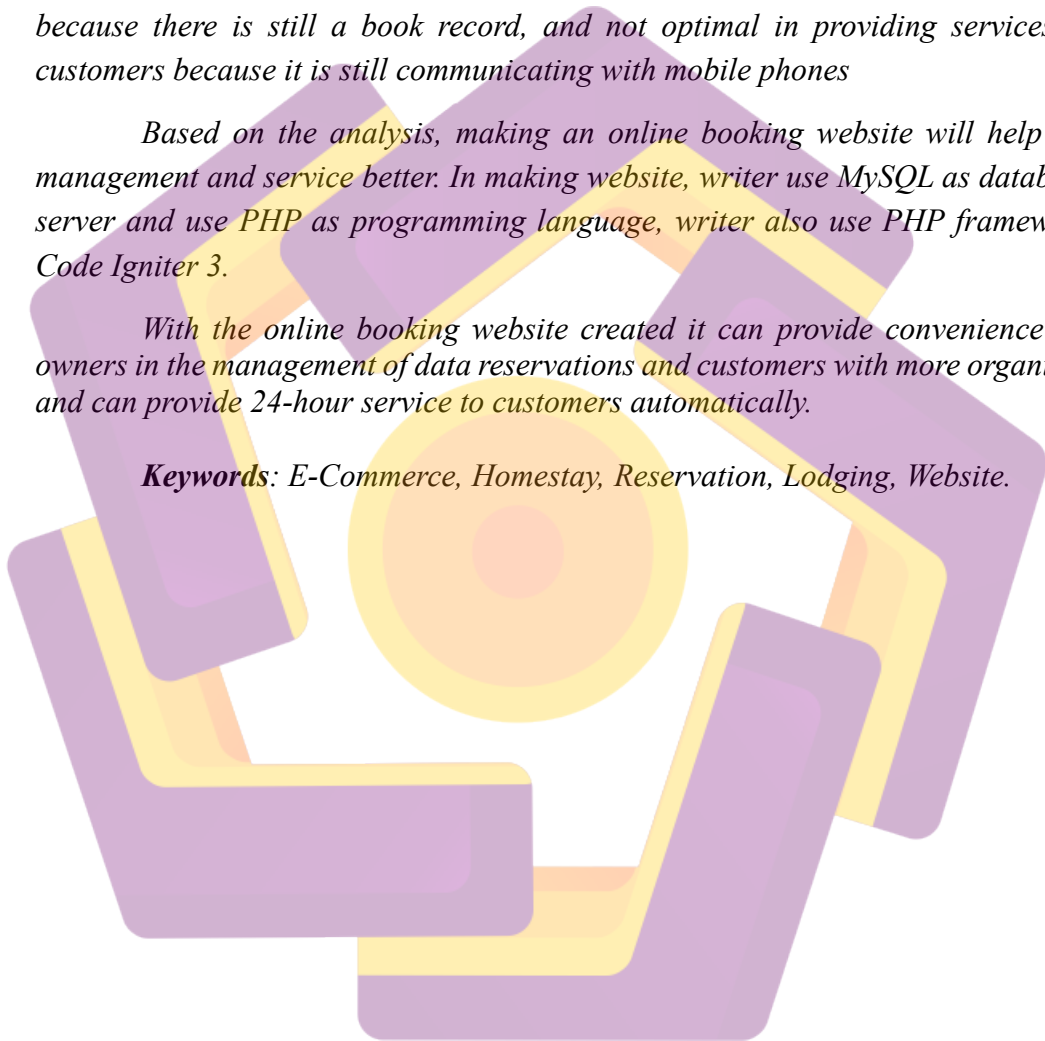 because there is still a book record, and not optimal in providing services
customers because it is still communicating with mobile phones
Based on the analysis, making an online booking website will help
management and service better. In making website, writer use MySQL as datab
server and use PHP as programming language, writer also use PHP framew
Code Igniter 3.
With the online booking website created it can provide convenience
owners in the management of data reservations and customers with more organi
and can provide 24-hour service to customers automatically.
Keywords: E-Commerce, Homestay, Reservation, Lodging, Website.